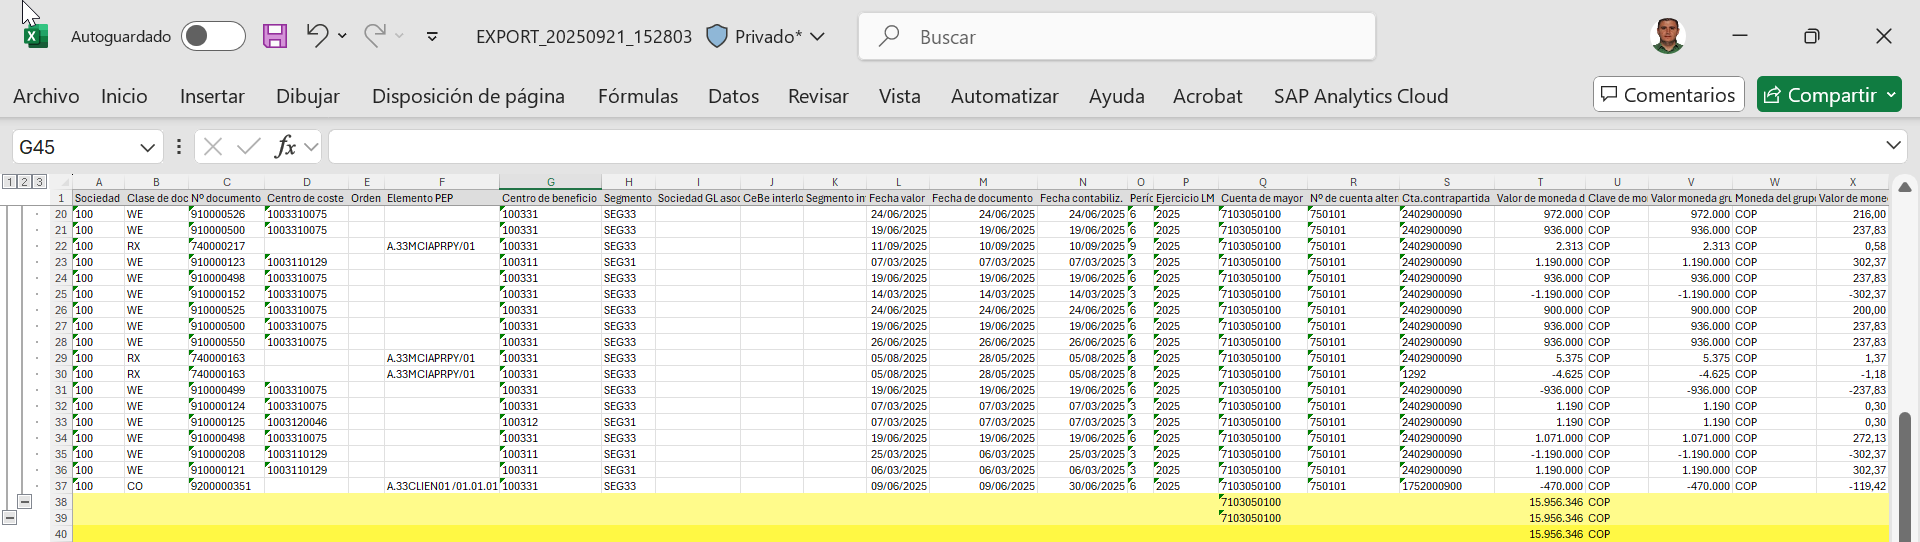 Autoguardado EXPORT_20250921_152803 Privado* Buscar
Archivo Inicio Insertar Dibujar Disposición de página Fórmulas Datos Revisar Vista Automatizar Ayuda Acrobat SAP Analytics Cloud Comentarios Compartir
G45 fx
1 2 3 A B C D E F G H I J K L M N O P Q R S T U V W X
1 Sociedad Clase de doc Nº documento Centro de coste Orden Elemento PEP Centro de beneficio Segmento Sociedad GL asoc CeBe interlo Segmento in Fecha valor Fecha de documento Fecha contabiliz. Períc Ejercicio LM Cuenta de mayor Nº de cuenta alter Cta.contrapartida Valor de moneda d Clave de mo Valor moneda gru Moneda del grup Valor de mone
20 100 WE 910000526 1003310075 100331 SEG33 24/06/2025 24/06/2025 24/06/2025 6 2025 7103050100 750101 2402900090 972.000 COP 972.000 COP 216,00
21 100 WE 910000500 1003310075 100331 SEG33 19/06/2025 19/06/2025 19/06/2025 6 2025 7103050100 750101 2402900090 936.000 COP 936.000 COP 237,83
22 100 RX 740000217 A.33MCIAPRPY/01 100331 SEG33 11/09/2025 10/09/2025 10/09/2025 9 2025 7103050100 750101 2402900090 2.313 COP 2.313 COP 0,58
23 100 WE 910000123 1003110129 100311 SEG31 07/03/2025 07/03/2025 07/03/2025 3 2025 7103050100 750101 2402900090 1.190.000 COP 1.190.000 COP 302,37
24 100 WE 910000498 1003310075 100331 SEG33 19/06/2025 19/06/2025 19/06/2025 6 2025 7103050100 750101 2402900090 936.000 COP 936.000 COP 237,83
25 100 WE 910000152 1003310075 100331 SEG33 14/03/2025 14/03/2025 14/03/2025 3 2025 7103050100 750101 2402900090 -1.190.000 COP -1.190.000 COP -302,37
26 100 WE 910000525 1003310075 100331 SEG33 24/06/2025 24/06/2025 24/06/2025 6 2025 7103050100 750101 2402900090 900.000 COP 900.000 COP 200,00
27 100 WE 910000500 1003310075 100331 SEG33 19/06/2025 19/06/2025 19/06/2025 6 2025 7103050100 750101 2402900090 936.000 COP 936.000 COP 237,83
28 100 WE 910000550 1003310075 100331 SEG33 26/06/2025 26/06/2025 26/06/2025 6 2025 7103050100 750101 2402900090 936.000 COP 936.000 COP 237,83
29 100 RX 740000163 A.33MCIAPRPY/01 100331 SEG33 05/08/2025 28/05/2025 05/08/2025 8 2025 7103050100 750101 2402900090 5.375 COP 5.375 COP 1,37
30 100 RX 740000163 A.33MCIAPRPY/01 100331 SEG33 05/08/2025 28/05/2025 05/08/2025 8 2025 7103050100 750101 1292 -4.625 COP -4.625 COP -1,18
31 100 WE 910000499 1003310075 100331 SEG33 19/06/2025 19/06/2025 19/06/2025 6 2025 7103050100 750101 2402900090 -936.000 COP -936.000 COP -237,83
32 100 WE 910000124 1003310075 100331 SEG33 07/03/2025 07/03/2025 07/03/2025 3 2025 7103050100 750101 2402900090 1.190 COP 1.190 COP 0,30
33 100 WE 910000125 1003120046 100312 SEG31 07/03/2025 07/03/2025 07/03/2025 3 2025 7103050100 750101 2402900090 1.190 COP 1.190 COP 0,30
34 100 WE 910000498 1003310075 100331 SEG33 19/06/2025 19/06/2025 19/06/2025 6 2025 7103050100 750101 2402900090 1.071.000 COP 1.071.000 COP 272,13
35 100 WE 910000208 1003110129 100311 SEG31 25/03/2025 06/03/2025 25/03/2025 3 2025 7103050100 750101 2402900090 -1.190.000 COP -1.190.000 COP -302,37
36 100 WE 910000121 1003110129 100311 SEG31 06/03/2025 06/03/2025 06/03/2025 3 2025 7103050100 750101 2402900090 1.190.000 COP 1.190.000 COP 302,37
37 100 CO 9200000351 A.33CLIEN01/01.01.01 100331 SEG33 09/06/2025 09/06/2025 30/06/2025 6 2025 7103050100 750101 1752000900 -470.000 COP -470.000 COP -119,42
38 7103050100 15.956.346 COP
39 7103050100 15.956.346 COP
40 15.956.346 COP